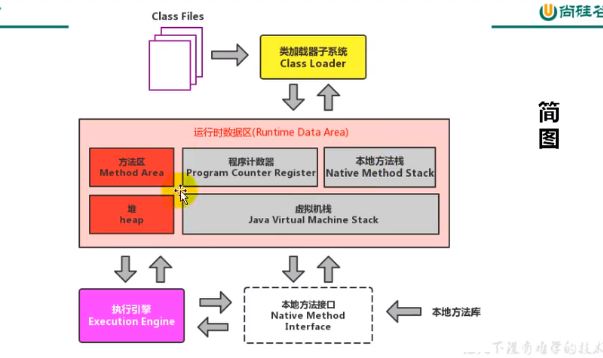 尚硅谷
Class Files
类加载器子系统
Class Loader
简
图
运行时数据区(Runtime Data Area)
方法区
Method Area
程序计数器
Program Counter Register
本地方法栈
Native Method Stack
堆
heap
虚拟机栈
Java Virtual Machine Stack
执行引擎
Execution Engine
本地方法接口
Native Method
Interface
本地方法库
下没有难学的技术